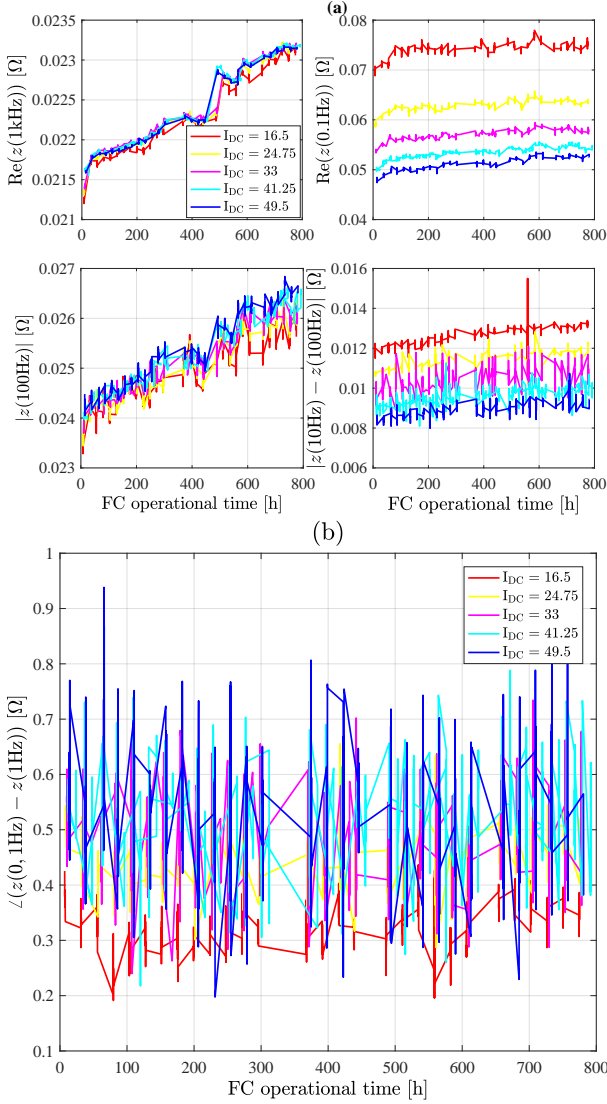 (a)
Re(z(1kHz)) [Ω]
0.0235
0.023
0.0225
0.022
0.0215
0.021
0 200 400 600 800
I_DC = 16.5
I_DC = 24.75
I_DC = 33
I_DC = 41.25
I_DC = 49.5
Re(z(0.1Hz)) [Ω]
0.08
0.07
0.06
0.05
0.04
0 200 400 600 800
|z(100Hz)| [Ω]
0.027
0.026
0.025
0.024
0.023
0 200 400 600 800
FC operational time [h]
|z(10Hz) − z(100Hz)| [Ω]
0.016
0.014
0.012
0.01
0.008
0.006
0 200 400 600 800
FC operational time [h]
(b)
∠(z(0, 1Hz) − z(1Hz)) [Ω]
1
0.9
0.8
0.7
0.6
0.5
0.4
0.3
0.2
0.1
0 100 200 300 400 500 600 700 800
I_DC = 16.5
I_DC = 24.75
I_DC = 33
I_DC = 41.25
I_DC = 49.5
FC operational time [h]